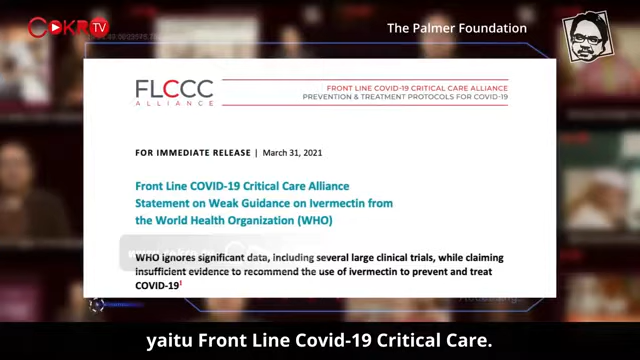 COKRO TV
The Palmer Foundation
FLCCC
ALLIANCE
FRONT LINE COVID-19 CRITICAL CARE ALLIANCE
PREVENTION & TREATMENT PROTOCOLS FOR COVID-19
FOR IMMEDIATE RELEASE | March 31, 2021
Front Line COVID-19 Critical Care Alliance
Statement on Weak Guidance on Ivermectin from
the World Health Organization (WHO)
WHO ignores significant data, including several large clinical trials, while claiming
insufficient evidence to recommend the use of ivermectin to prevent and treat
COVID-19¹
yaitu Front Line Covid-19 Critical Care.